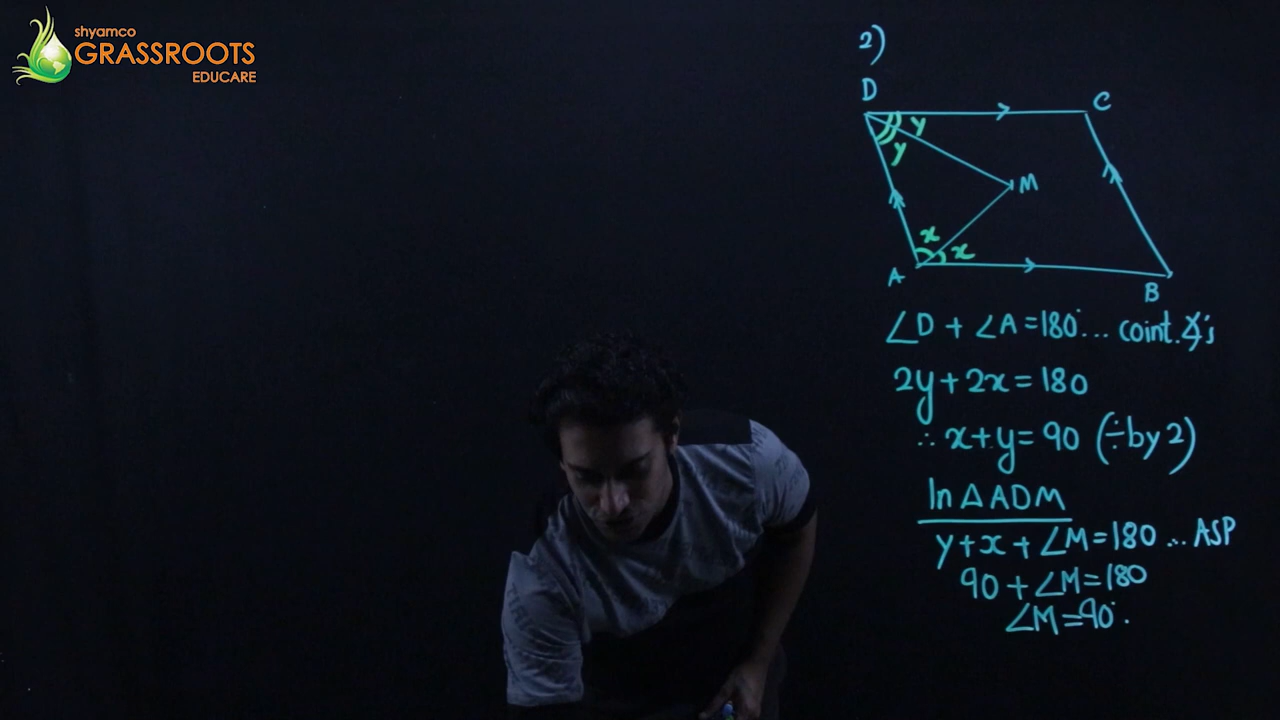 shyamco
GRASSROOTS
EDUCARE
2)
D
C
y
y
M
x
x
A
B
∠D + ∠A = 180° ... coint. ∡'s
2y + 2x = 180
∴ x + y = 90 (÷ by 2)
In △ ADM
y + x + ∠M = 180 ... ASP
90 + ∠M = 180
∠M = 90°.